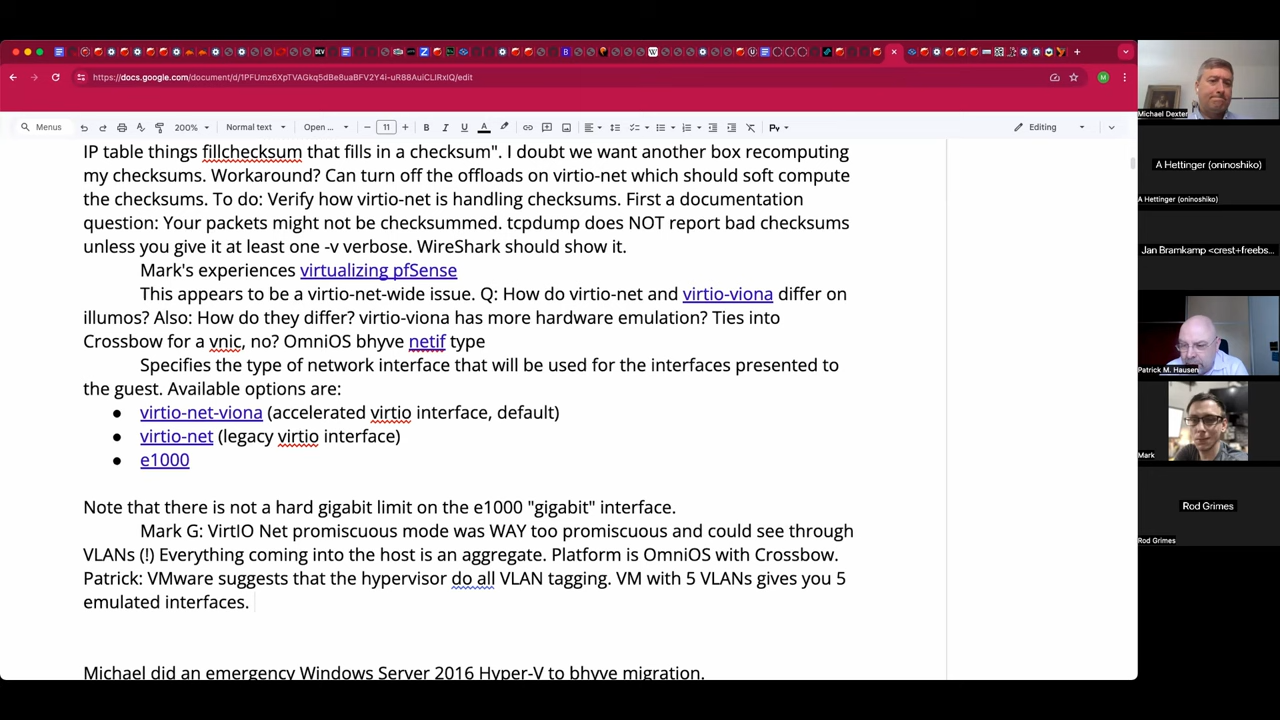 https://docs.google.com/document/d/1PFUmz6XpTVAGkq5dBe8uaBFV2Y4i-uR88AuiCLIRxIQ/edit
M
Menus
200%
Normal text
Open ...
11
B
I
U
A
Editing
IP table things fillchecksum that fills in a checksum". I doubt we want another box recomputing
my checksums. Workaround? Can turn off the offloads on virtio-net which should soft compute
the checksums. To do: Verify how virtio-net is handling checksums. First a documentation
question: Your packets might not be checksummed. tcpdump does NOT report bad checksums
unless you give it at least one -v verbose. WireShark should show it.
Mark's experiences virtualizing pfSense
This appears to be a virtio-net-wide issue. Q: How do virtio-net and virtio-viona differ on
illumos? Also: How do they differ? virtio-viona has more hardware emulation? Ties into
Crossbow for a vnic, no? OmniOS bhyve netif type
Specifies the type of network interface that will be used for the interfaces presented to
the guest. Available options are:
● virtio-net-viona (accelerated virtio interface, default)
● virtio-net (legacy virtio interface)
● e1000
Note that there is not a hard gigabit limit on the e1000 "gigabit" interface.
Mark G: VirtIO Net promiscuous mode was WAY too promiscuous and could see through
VLANs (!) Everything coming into the host is an aggregate. Platform is OmniOS with Crossbow.
Patrick: VMware suggests that the hypervisor do all VLAN tagging. VM with 5 VLANs gives you 5
emulated interfaces.
Michael did an emergency Windows Server 2016 Hyper-V to bhyve migration.
Michael Dexter
A Hettinger (oninoshiko)
A Hettinger (oninoshiko)
Jan Bramkamp <crest+freebs...
Patrick M. Hausen
Mark
Rod Grimes
Rod Grimes